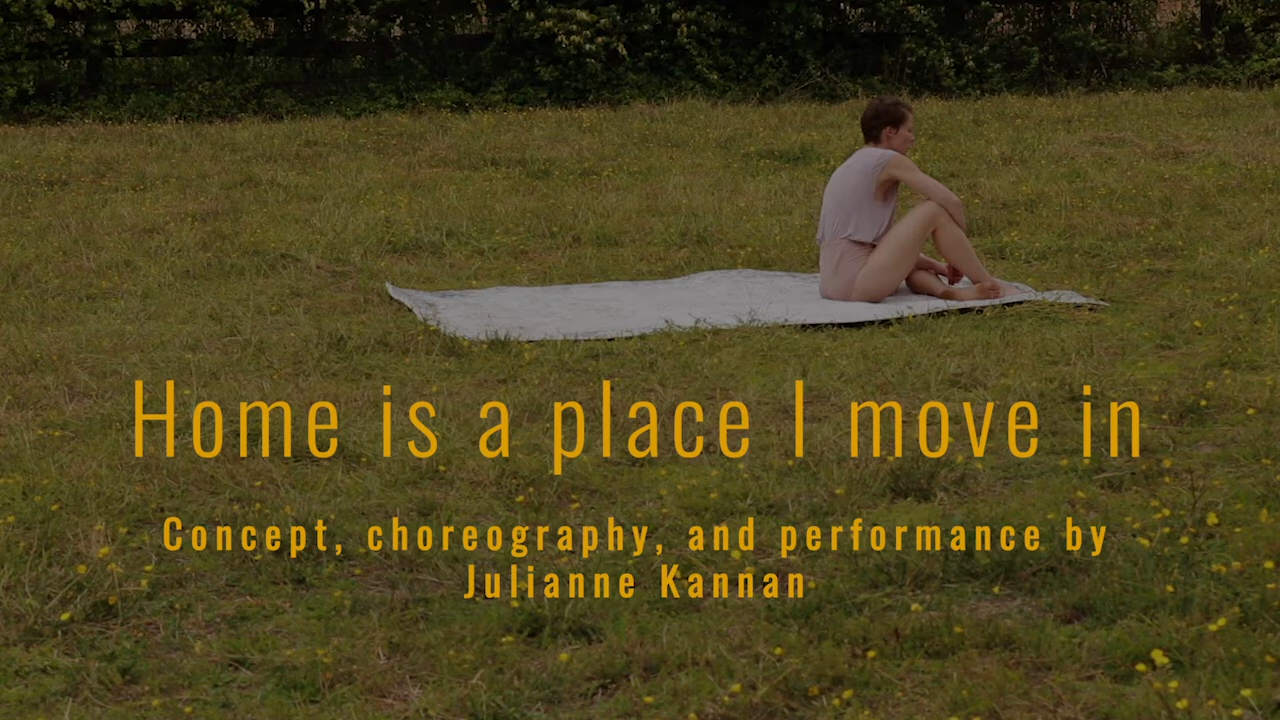 Home is a place I move in
Concept, choreography, and performance by
Julianne Kannan